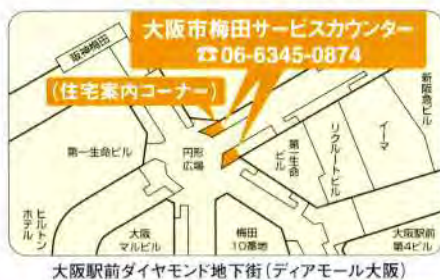 大阪市梅田サービスカウンター
☎06-6345-0874
(住宅案内コーナー)
阪神梅田
新阪急ビル
イーマ
リクルートビル
第一生命ビル
第一生命ビル
円形広場
ヒルトンホテル
大阪マルビル
梅田10番地
大阪駅前第4ビル
大阪駅前ダイヤモンド地下街(ディアモール大阪)